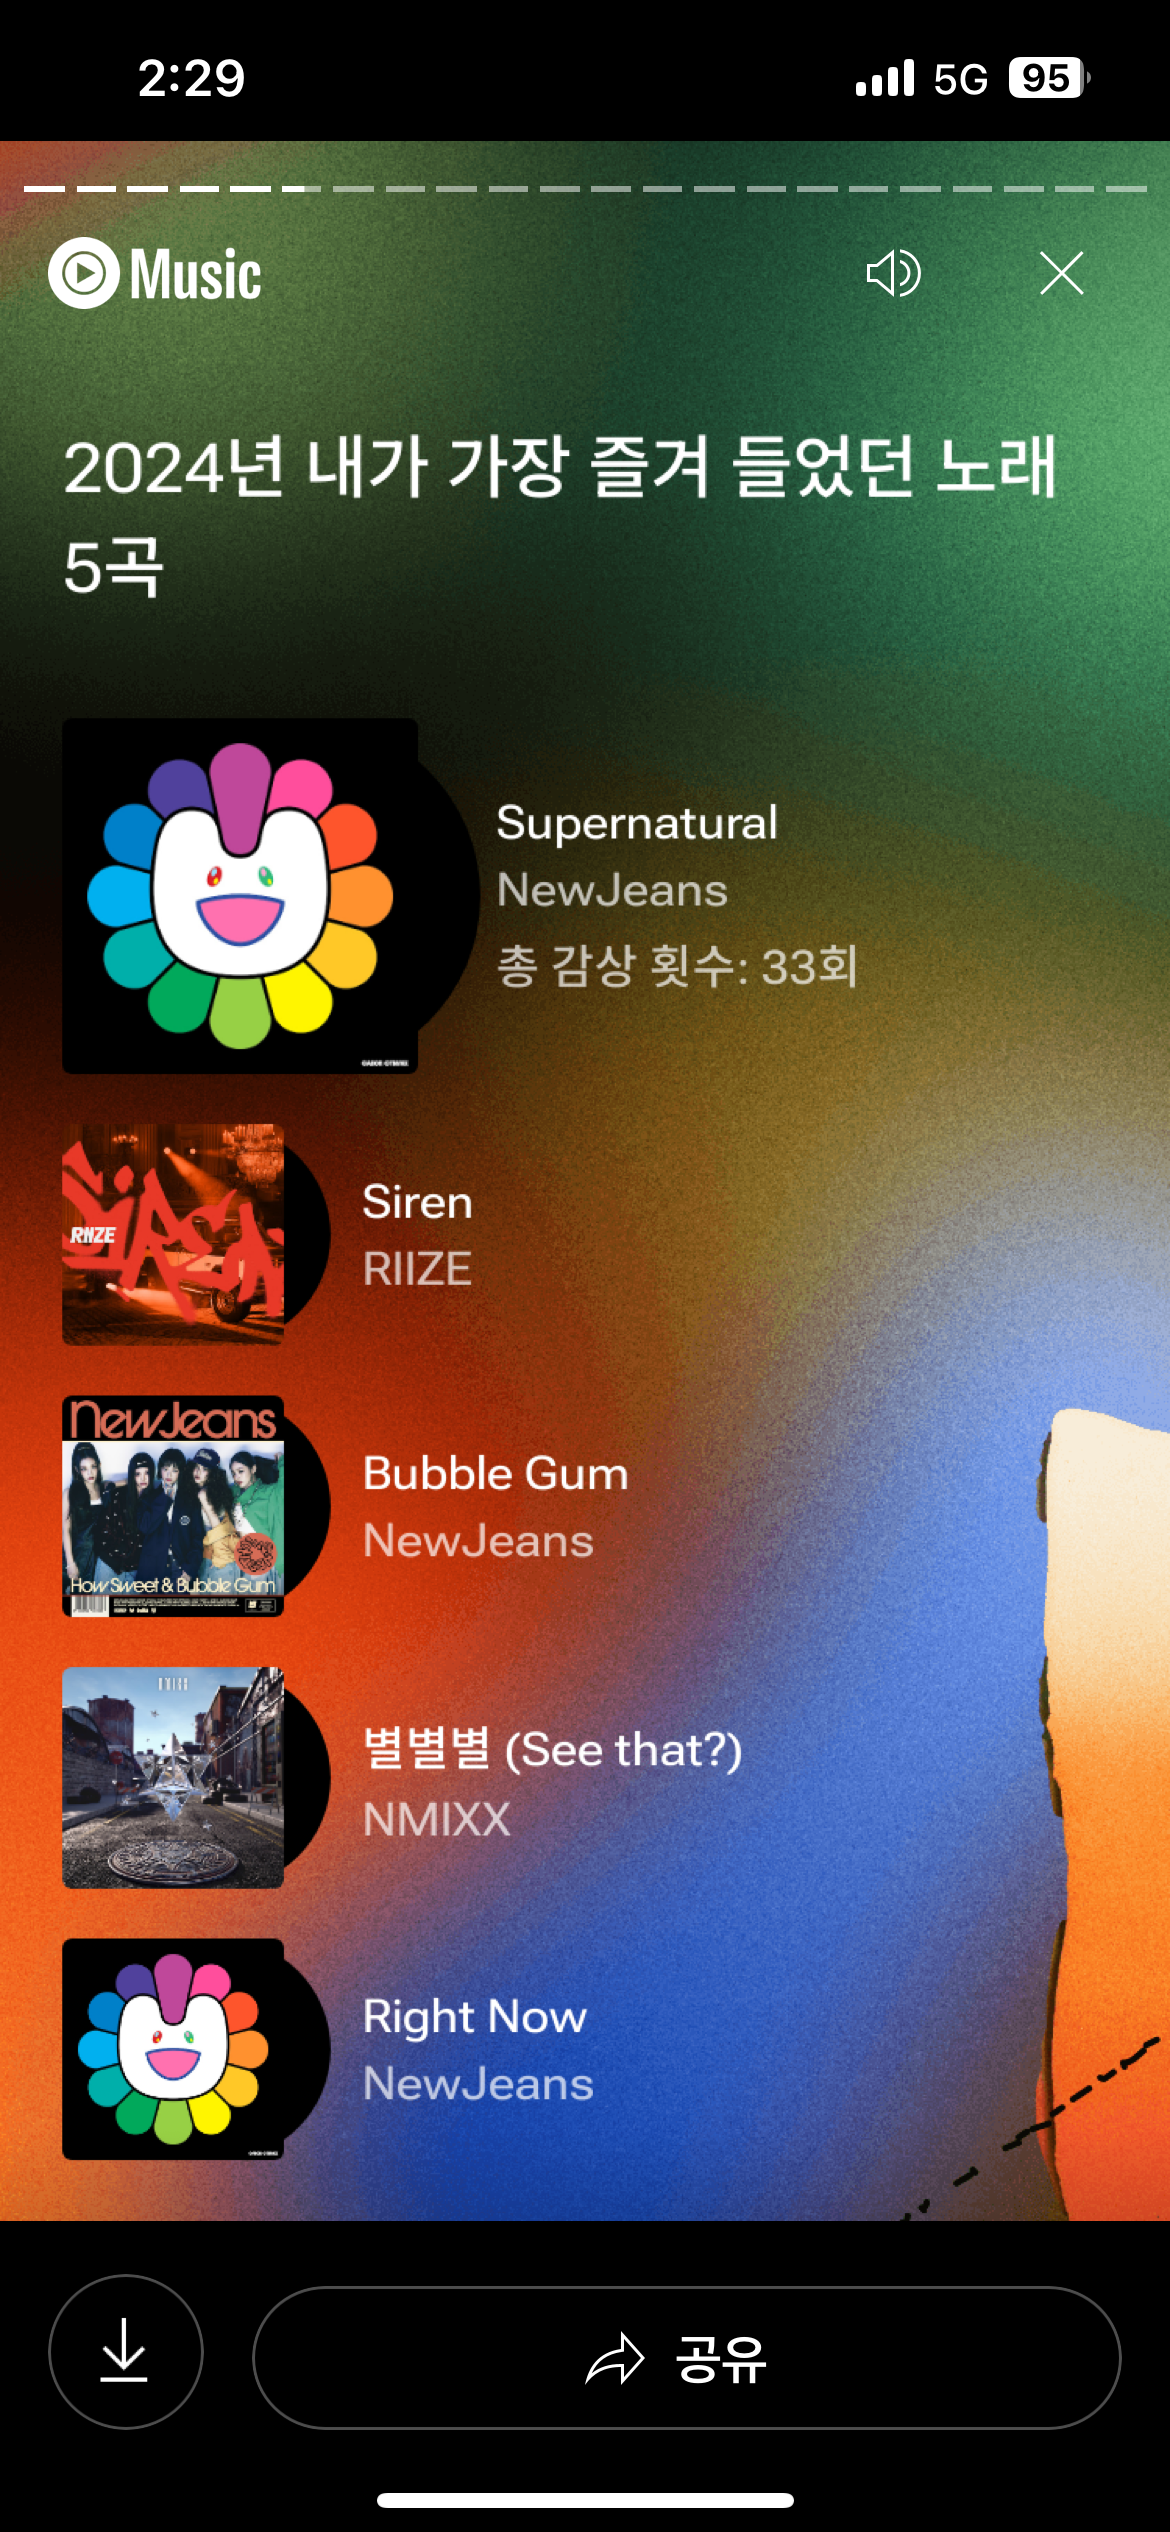 2:29
5G 95
Music
2024년 내가 가장 즐겨 들었던 노래
5곡
Supernatural
NewJeans
총 감상 횟수: 33회
RIIZE
Siren
RIIZE
NewJeans
How Sweet & Bubble Gum
Bubble Gum
NewJeans
NMIXX
별별별 (See that?)
NMIXX
Right Now
NewJeans
공유